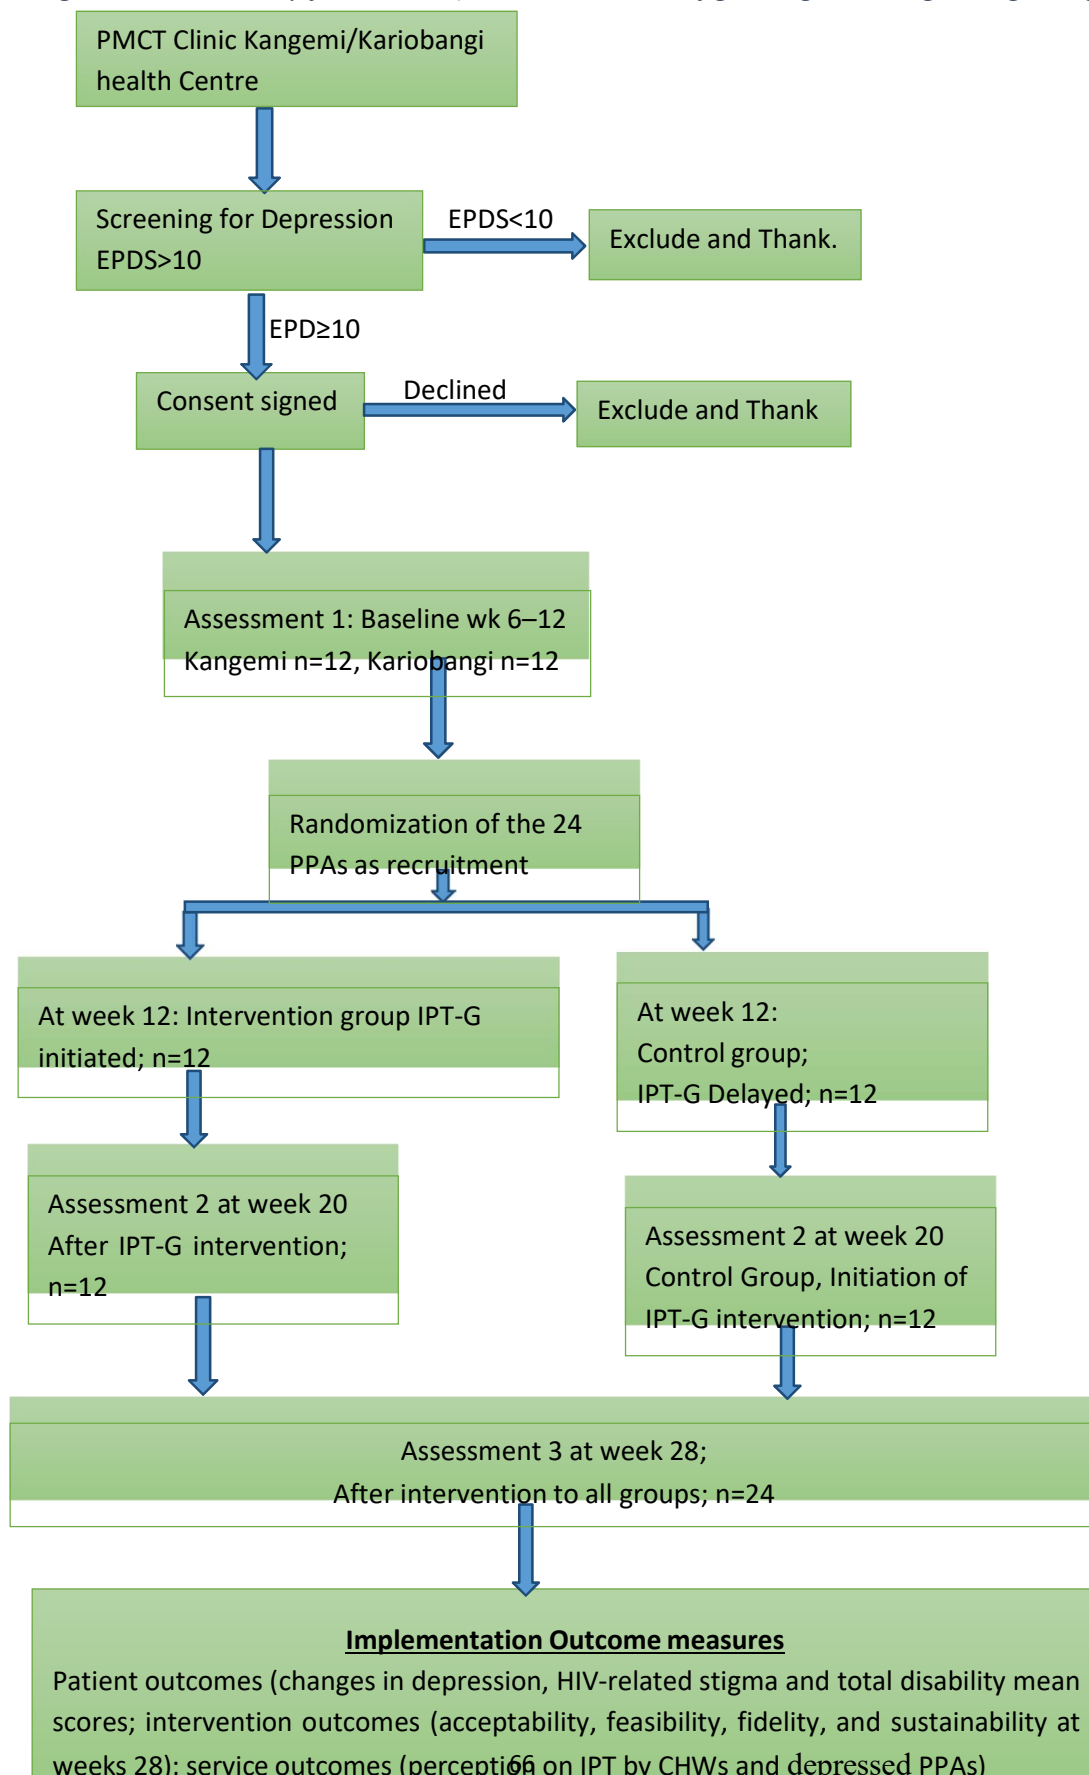 PMCT Clinic Kangemi/Kariobangi
health Centre
Screening for Depression
EPDS>10
EPDS<10
Exclude and Thank.
EPD≥10
Consent signed
Declined
Exclude and Thank
Assessment 1: Baseline wk 6–12
Kangemi n=12, Kariobangi n=12
Randomization of the 24
PPAs as recruitment
At week 12: Intervention group IPT-G
initiated; n=12
At week 12:
Control group;
IPT-G Delayed; n=12
Assessment 2 at week 20
After IPT-G intervention;
n=12
Assessment 2 at week 20
Control Group, Initiation of
IPT-G intervention; n=12
Assessment 3 at week 28;
After intervention to all groups; n=24
Implementation Outcome measures
Patient outcomes (changes in depression, HIV-related stigma and total disability mean
scores; intervention outcomes (acceptability, feasibility, fidelity, and sustainability at
weeks 28); service outcomes (perception on IPT by CHWs and depressed PPAs)
66